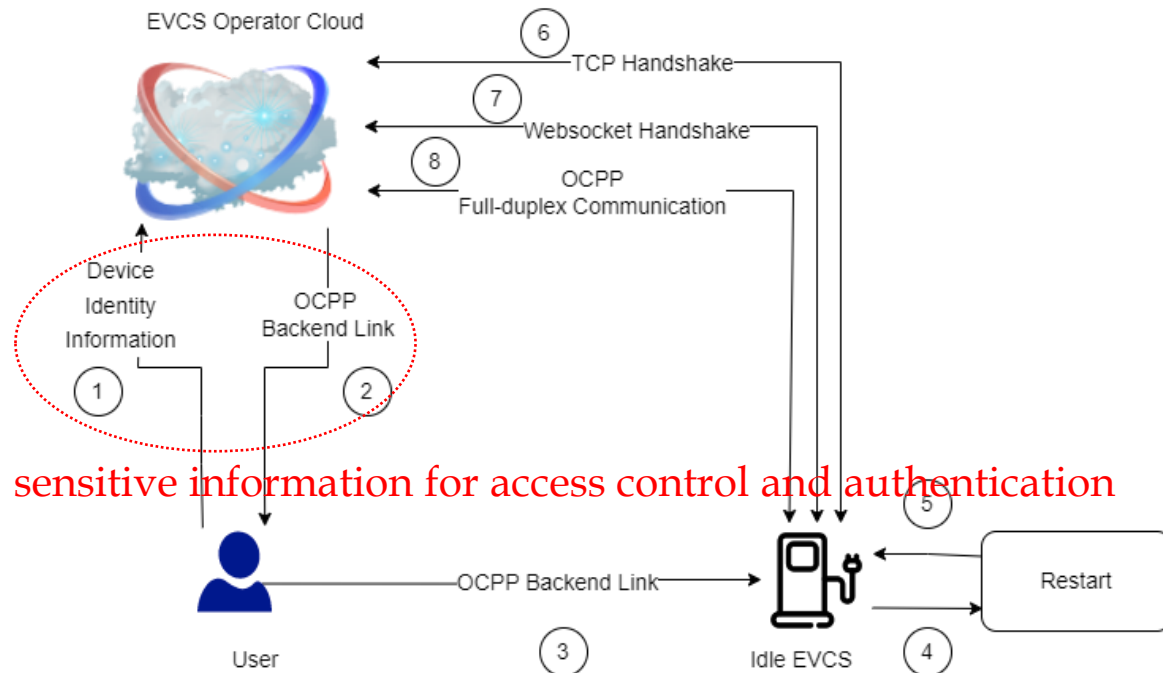 EVCS Operator Cloud
6
TCP Handshake
7
Websocket Handshake
8
OCPP
Full-duplex Communication
Device
Identity
Information
1
OCPP
Backend Link
2
sensitive information for access control and authentication
5
OCPP Backend Link
Restart
User
3
Idle EVCS
4